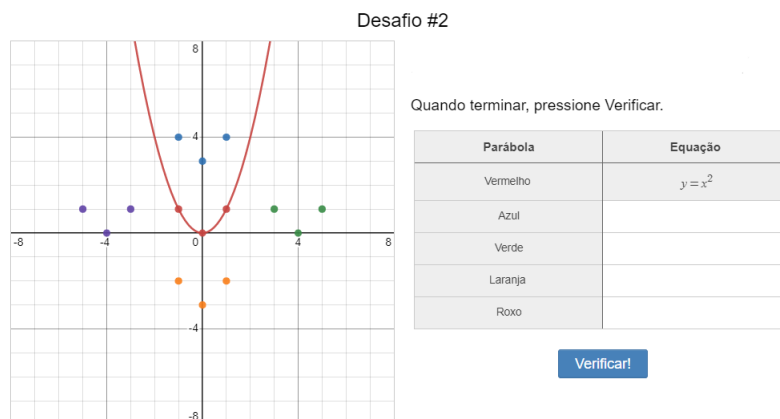 Desafio #2
8
4
-8
-4
0
4
8
-4
-8
Quando terminar, pressione Verificar.
Parábola Equação
Vermelho y=x²
Azul
Verde
Laranja
Roxo
Verificar!